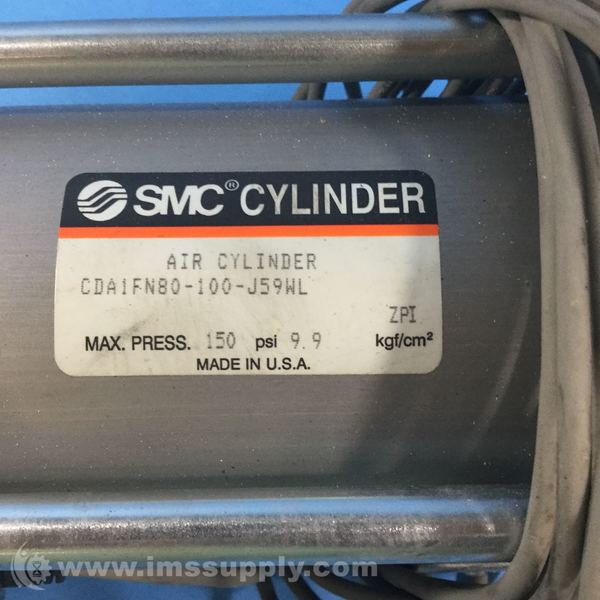 SMC® CYLINDER
AIR CYLINDER
CDA1FN80-100-J59WL
ZPI
MAX. PRESS. 150 psi 9.9 kgf/cm²
MADE IN U.S.A.
www.imssupply.com